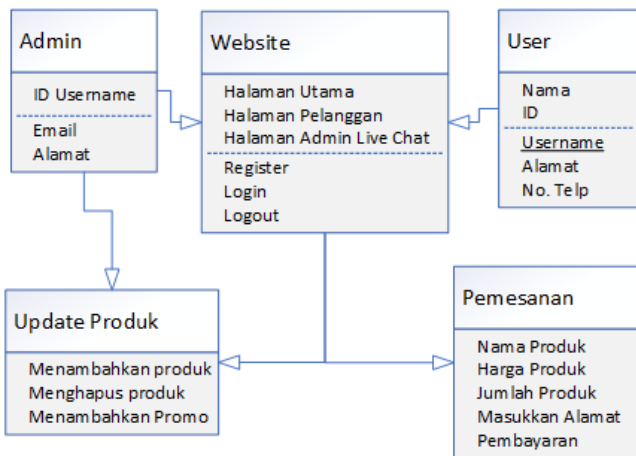 Admin
ID Username
Email
Alamat
Website
Halaman Utama
Halaman Pelanggan
Halaman Admin Live Chat
Register
Login
Logout
User
Nama
ID
Username
Alamat
No. Telp
Update Produk
Menambahkan produk
Menghapus produk
Menambahkan Promo
Pemesanan
Nama Produk
Harga Produk
Jumlah Produk
Masukkan Alamat
Pembayaran